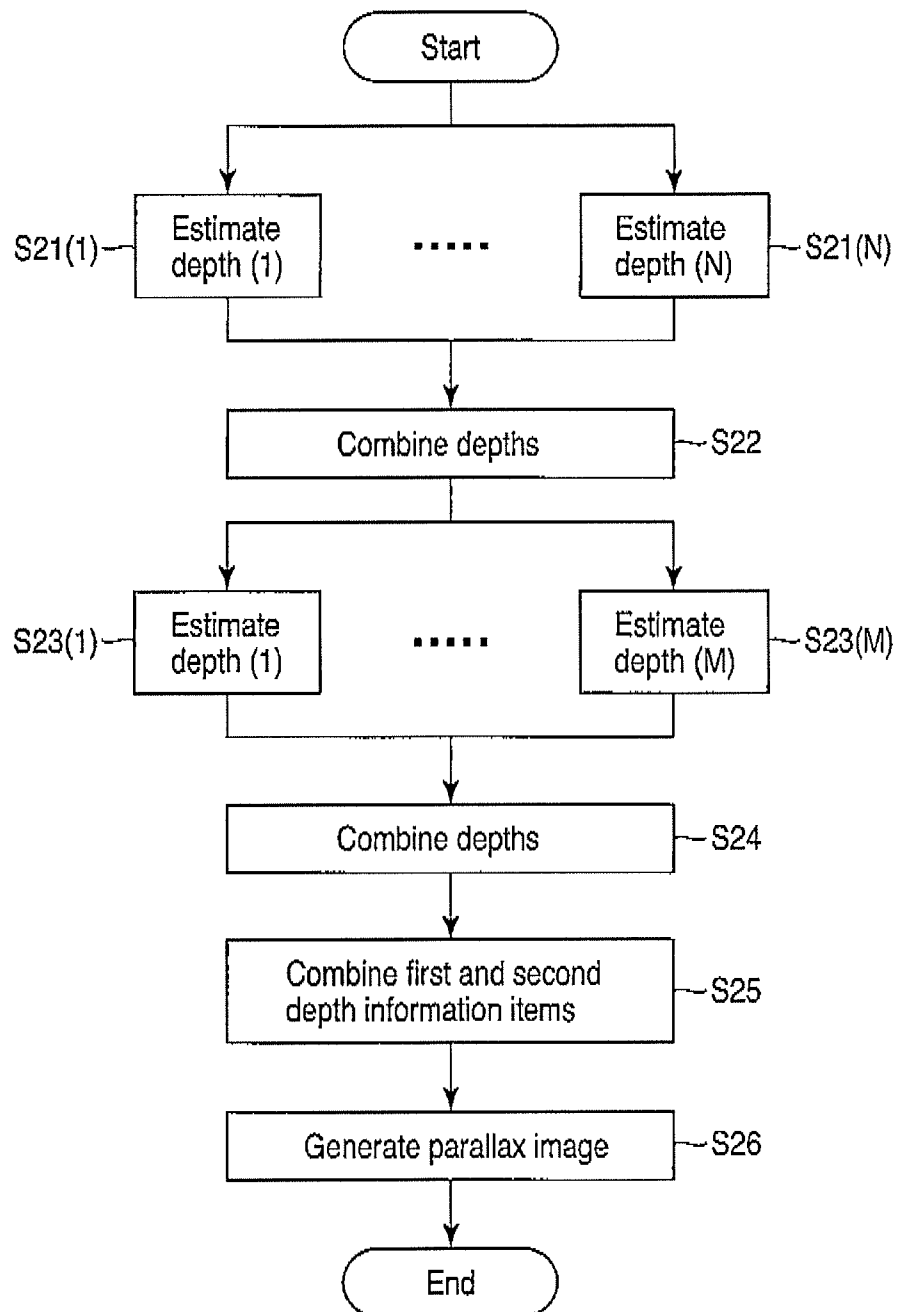 Start
S21(1)
Estimate
depth (1)
.....
Estimate
depth (N)
S21(N)
Combine depths
S22
S23(1)
Estimate
depth (1)
.....
Estimate
depth (M)
S23(M)
Combine depths
S24
Combine first and second
depth information items
S25
Generate parallax image
S26
End